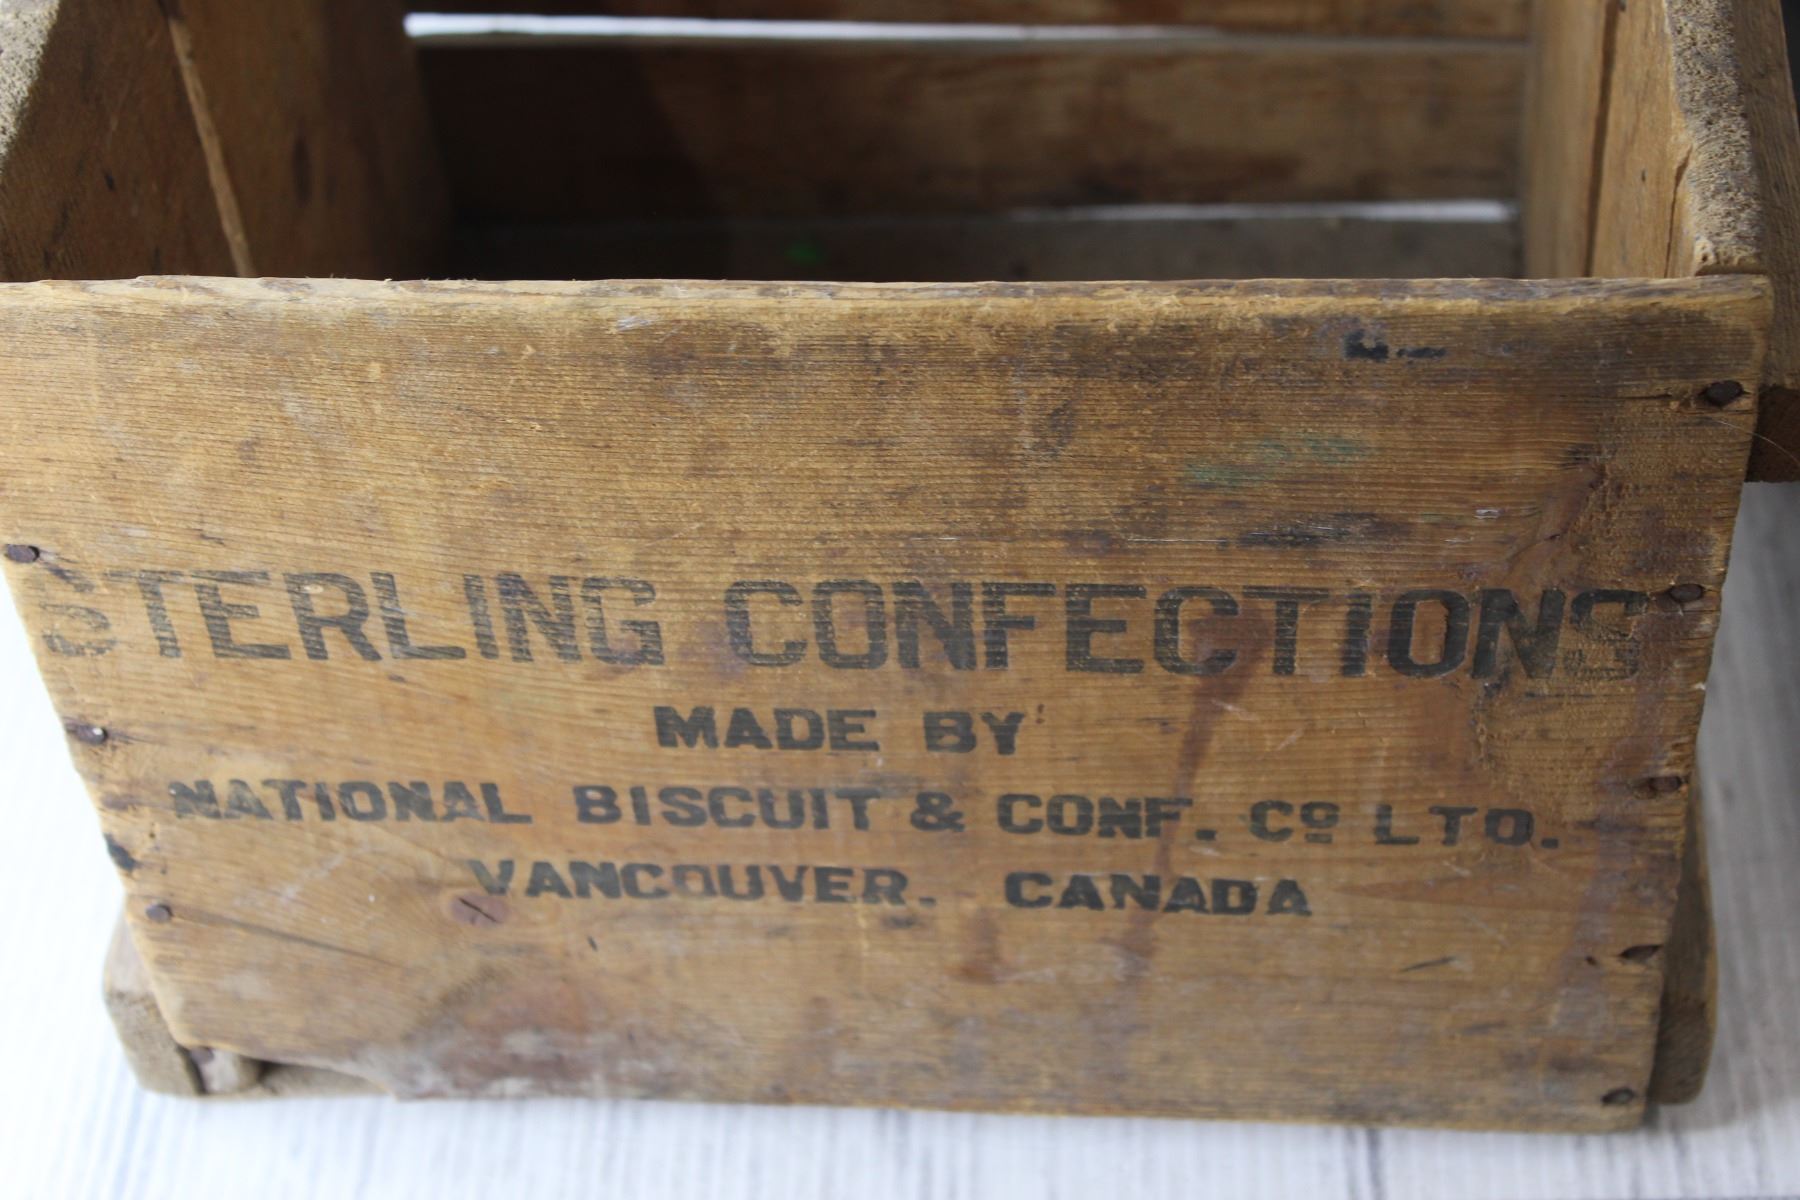 STERLING CONFECTIONS
MADE BY
NATIONAL BISCUIT & CONF. Cº LTD.
VANCOUVER. CANADA